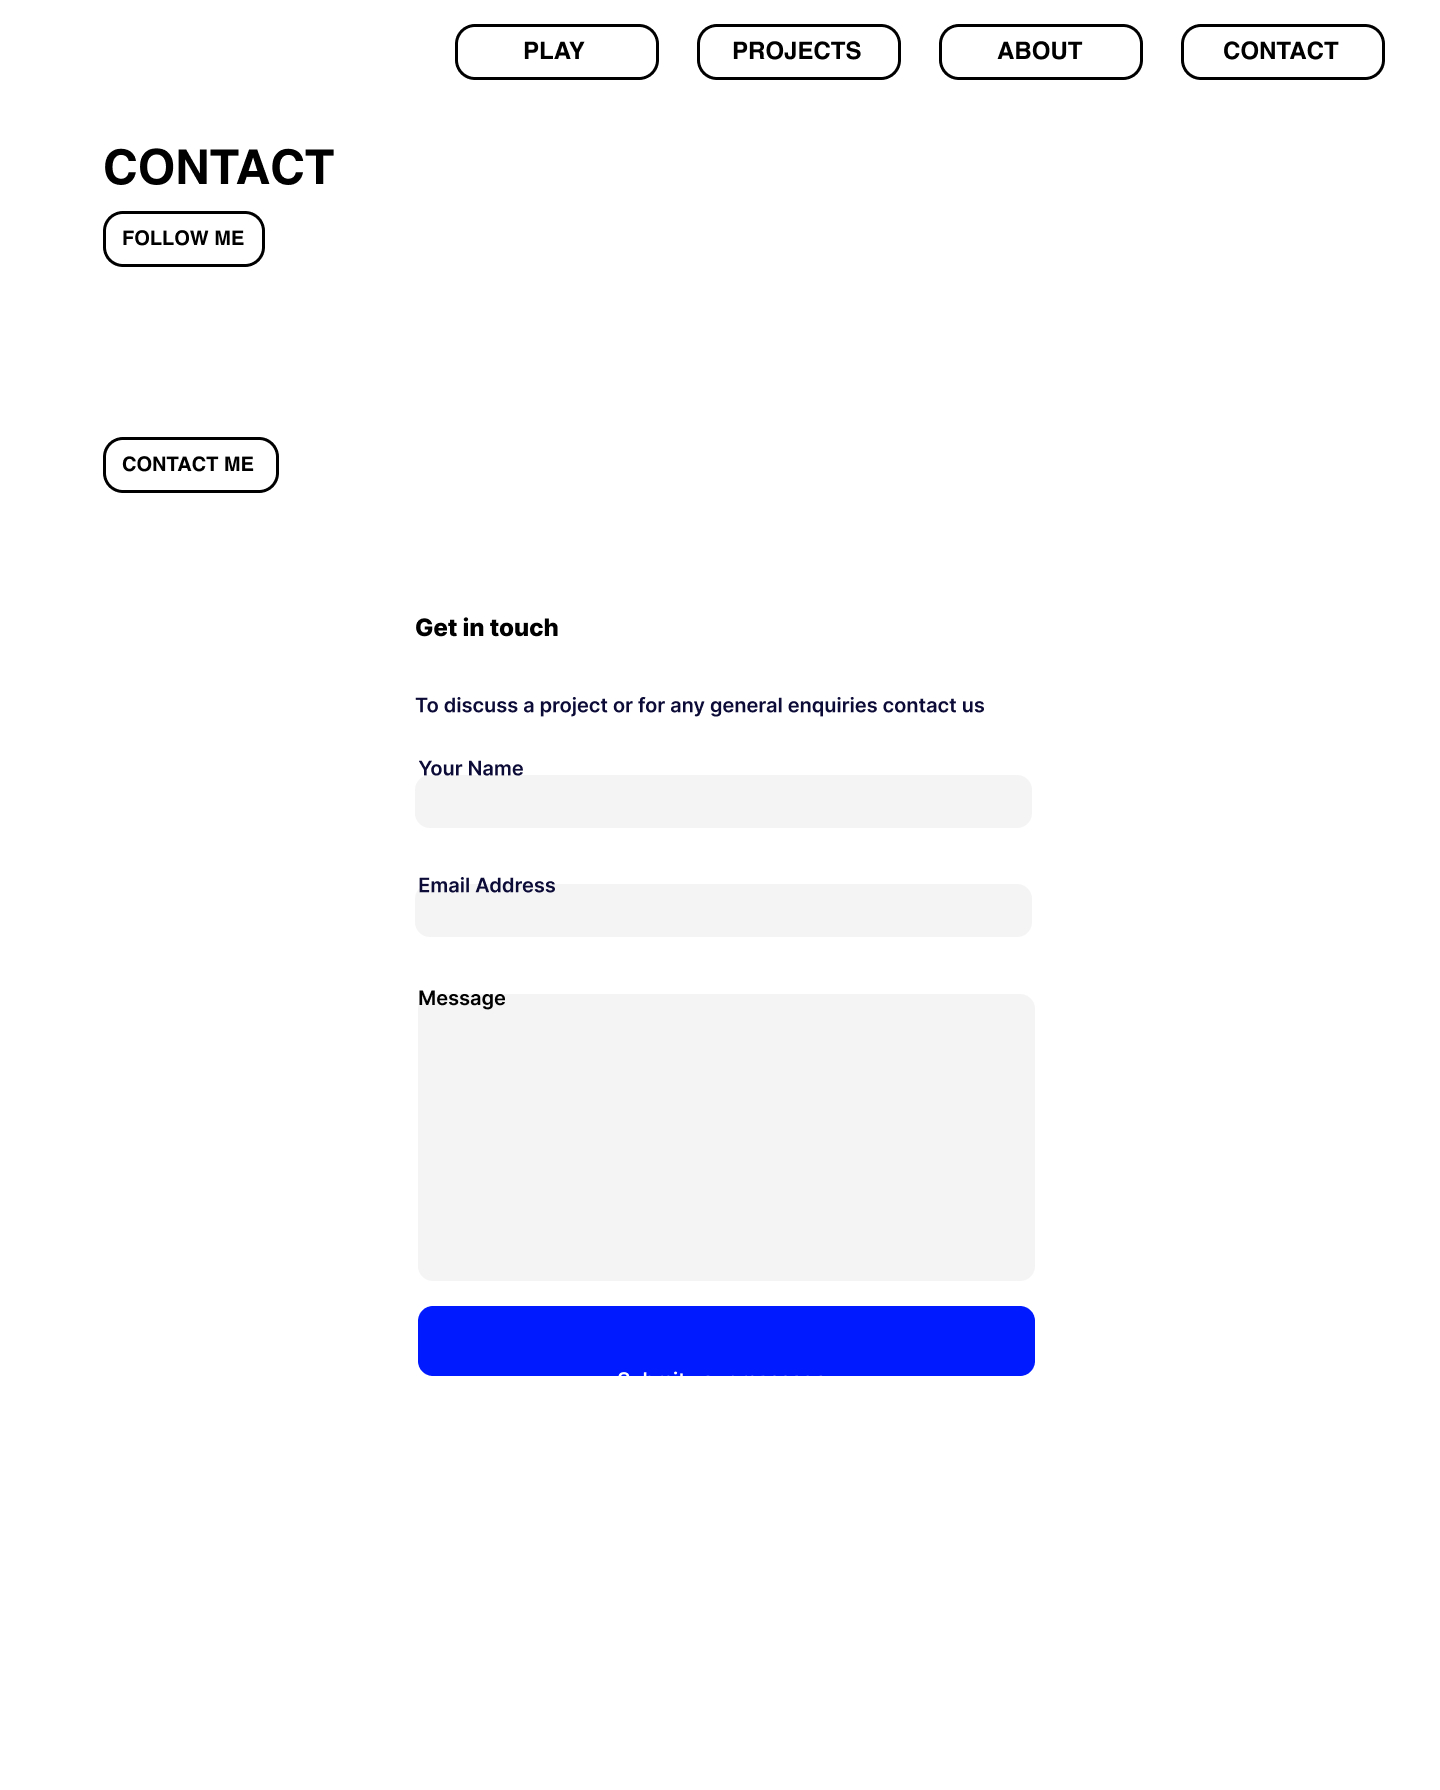 PLAY PROJECTS ABOUT CONTACT
CONTACT
FOLLOW ME
CONTACT ME
Get in touch
To discuss a project or for any general enquiries contact us
Your Name
Email Address
Message